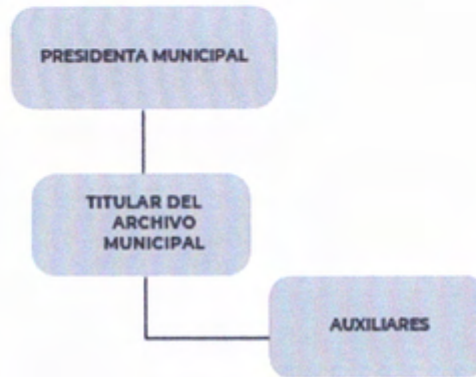 PRESIDENTA MUNICIPAL
TITULAR DEL
ARCHIVO
MUNICIPAL
AUXILIARES